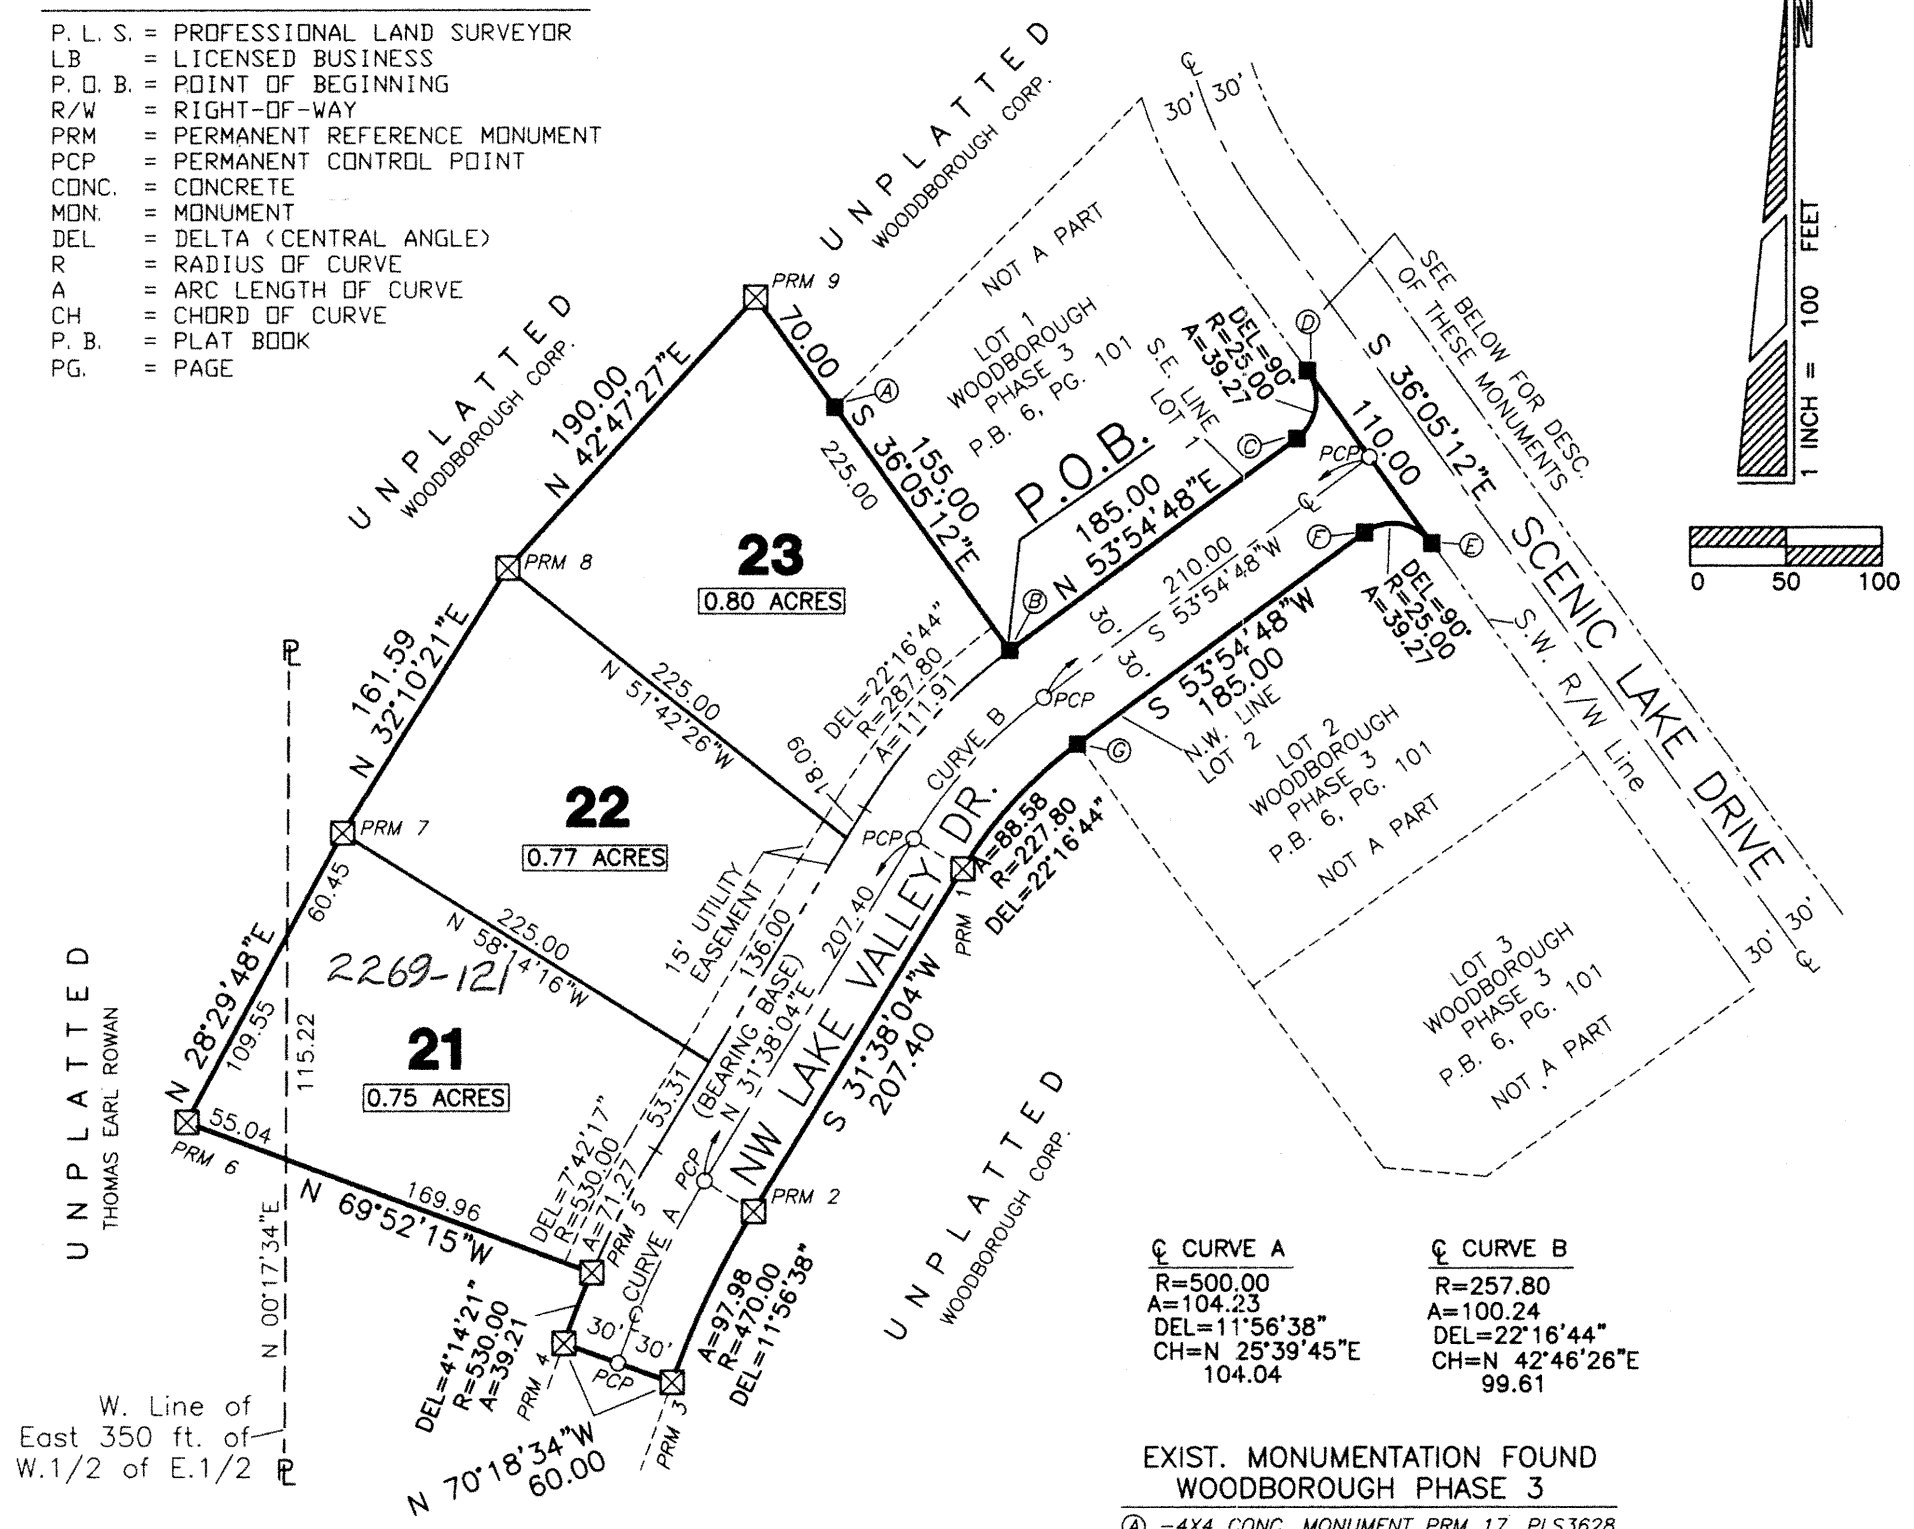 P. L. S. = PROFESSIONAL LAND SURVEYOR
LB = LICENSED BUSINESS
P. O. B. = POINT OF BEGINNING
R/W = RIGHT-OF-WAY
PRM = PERMANENT REFERENCE MONUMENT
PCP = PERMANENT CONTROL POINT
CONC. = CONCRETE
MON. = MONUMENT
DEL = DELTA (CENTRAL ANGLE)
R = RADIUS OF CURVE
A = ARC LENGTH OF CURVE
CH = CHORD OF CURVE
P. B. = PLAT BOOK
PG. = PAGE
UNPLATTED
WOODDBOROUGH CORP.
UNPLATTED
WOODDBOROUGH CORP.
℄
30' 30'
N
1 INCH = 100 FEET
0 50 100
PRM 9
70.00
A
190.00
N 42°47'27"E
155.00
S 36°05'12"E
225.00
NOT A PART
LOT 1
WOODBOROUGH
PHASE 3
P.B. 6, PG. 101
S.E. LINE
LOT 1
DEL=90°
R=25.00
A=39.27
D
C
SEE BELOW FOR DESC.
OF THESE MONUMENTS
S 36°05'12"E
110.00
PCP
P.O.B.
185.00
N 53°54'48"E
B
℄
210.00
S 53°54'48"W
30'
30'
F
E
DEL=90°
R=25.00
A=39.27
SCENIC LAKE DRIVE
S.W. R/W Line
S 53°54'48"W
185.00
N.W. LINE
LOT 2
G
LOT 2
WOODBOROUGH
PHASE 3
P.B. 6, PG. 101
NOT A PART
30' 30'
℄
LOT 3
WOODBOROUGH
PHASE 3
P.B. 6, PG. 101
NOT A PART
PRM 8
23
0.80 ACRES
161.59
N 32°10'21"E
225.00
N 51°42'26"W
18.09
DEL=22°16'44"
R=287.80
A=111.91
CURVE B
PCP
PCP
22
0.77 ACRES
PRM 7
15' UTILITY
EASEMENT
A=88.58
R=227.80
DEL=22°16'44"
PRM 1
60.45
N 28°29'48"E
109.55
225.00
N 58°14'16"W
2269-121
136.00
207.40
(BEARING BASE)
N 31°38'04"E
NW LAKE VALLEY DR.
S 31°38'04"W
207.40
21
0.75 ACRES
115.22
53.31
UNPLATTED
THOMAS EARL ROWAN
55.04
PRM 6
169.96
N 69°52'15"W
DEL=7°42'17"
R=530.00
A=71.27
PRM 5
PCP
PRM 2
CURVE A
℄
UNPLATTED
WOODBOROUGH CORP.
N 00°17'34"E
DEL=4°14'21"
R=530.00
A=39.21
30' 30'
PCP
PRM 4
PRM 3
A=97.98
R=470.00
DEL=11°56'38"
N 70°18'34"W
60.00
W. Line of
East 350 ft. of
W.1/2 of E.1/2
℄ CURVE A
R=500.00
A=104.23
DEL=11°56'38"
CH=N 25°39'45"E
104.04
℄ CURVE B
R=257.80
A=100.24
DEL=22°16'44"
CH=N 42°46'26"E
99.61
EXIST. MONUMENTATION FOUND
WOODBOROUGH PHASE 3
A -4X4 CONC. MONUMENT PRM 17, PLS3628